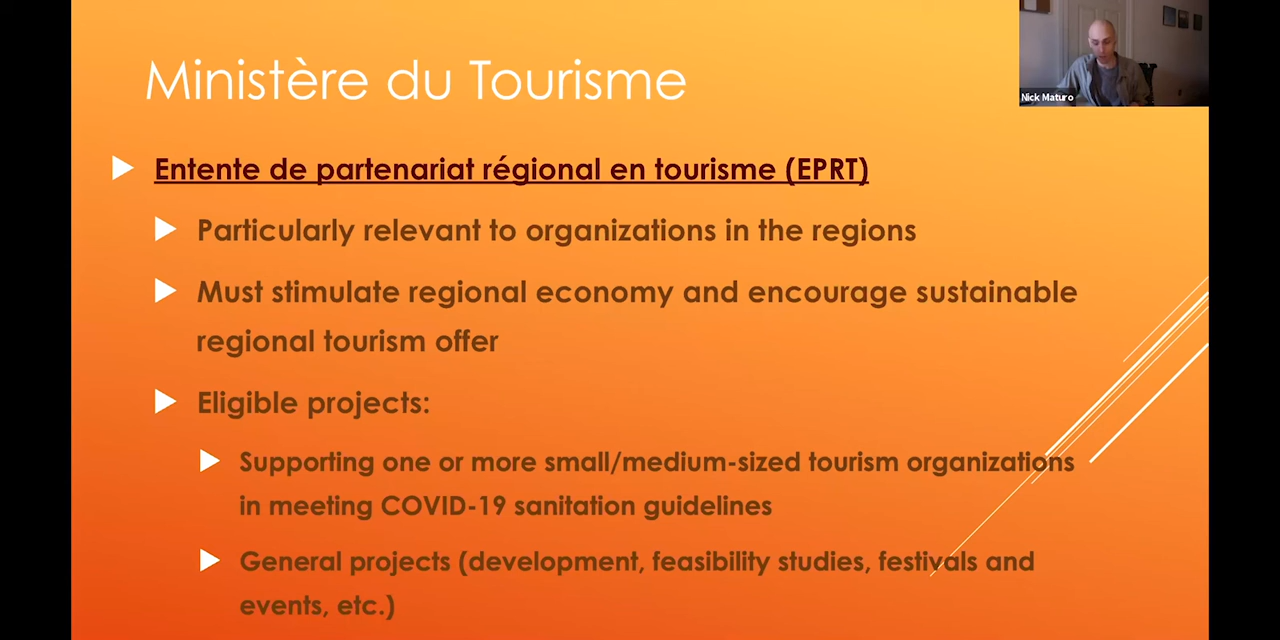 Ministère du Tourisme
Nick Maturo
Entente de partenariat régional en tourisme (EPRT)
Particularly relevant to organizations in the regions
Must stimulate regional economy and encourage sustainable
regional tourism offer
Eligible projects:
Supporting one or more small/medium-sized tourism organizations
in meeting COVID-19 sanitation guidelines
General projects (development, feasibility studies, festivals and
events, etc.)